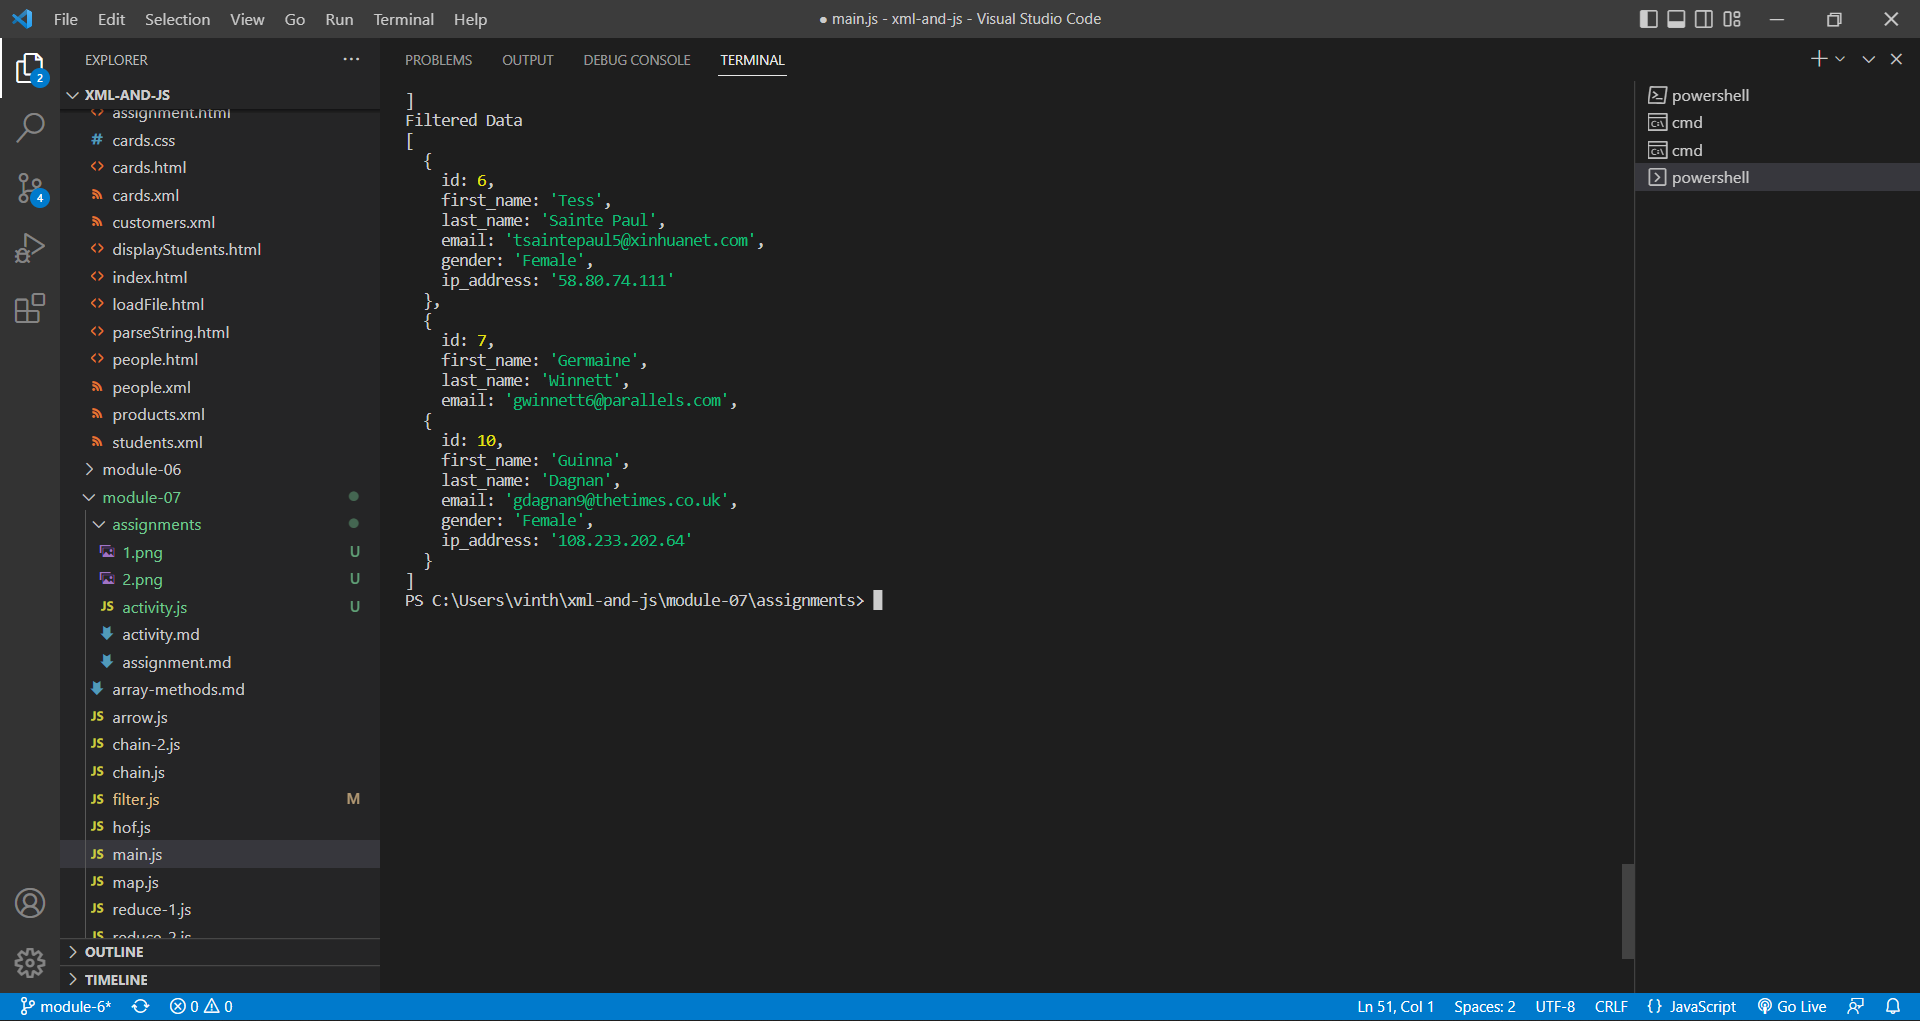 File Edit Selection View Go Run Terminal Help
● main.js - xml-and-js - Visual Studio Code
EXPLORER
XML-AND-JS
assignment.html
cards.css
cards.html
cards.xml
customers.xml
displayStudents.html
index.html
loadFile.html
parseString.html
people.html
people.xml
products.xml
students.xml
module-06
module-07
assignments
1.png U
2.png U
activity.js U
activity.md
assignment.md
array-methods.md
arrow.js
chain-2.js
chain.js
filter.js M
hof.js
main.js
map.js
reduce-1.js
reduce-2.js
OUTLINE
TIMELINE
2
4
PROBLEMS OUTPUT DEBUG CONSOLE TERMINAL
]
Filtered Data
[
{
id: 6,
first_name: 'Tess',
last_name: 'Sainte Paul',
email: 'tsaintepaul5@xinhuanet.com',
gender: 'Female',
ip_address: '58.80.74.111'
},
{
id: 7,
first_name: 'Germaine',
last_name: 'Winnett',
email: 'gwinnett6@parallels.com',
{
id: 10,
first_name: 'Guinna',
last_name: 'Dagnan',
email: 'gdagnan9@thetimes.co.uk',
gender: 'Female',
ip_address: '108.233.202.64'
}
]
PS C:\Users\vinth\xml-and-js\module-07\assignments>
powershell
cmd
cmd
powershell
module-6* 0 0 Ln 51, Col 1 Spaces: 2 UTF-8 CRLF {} JavaScript Go Live